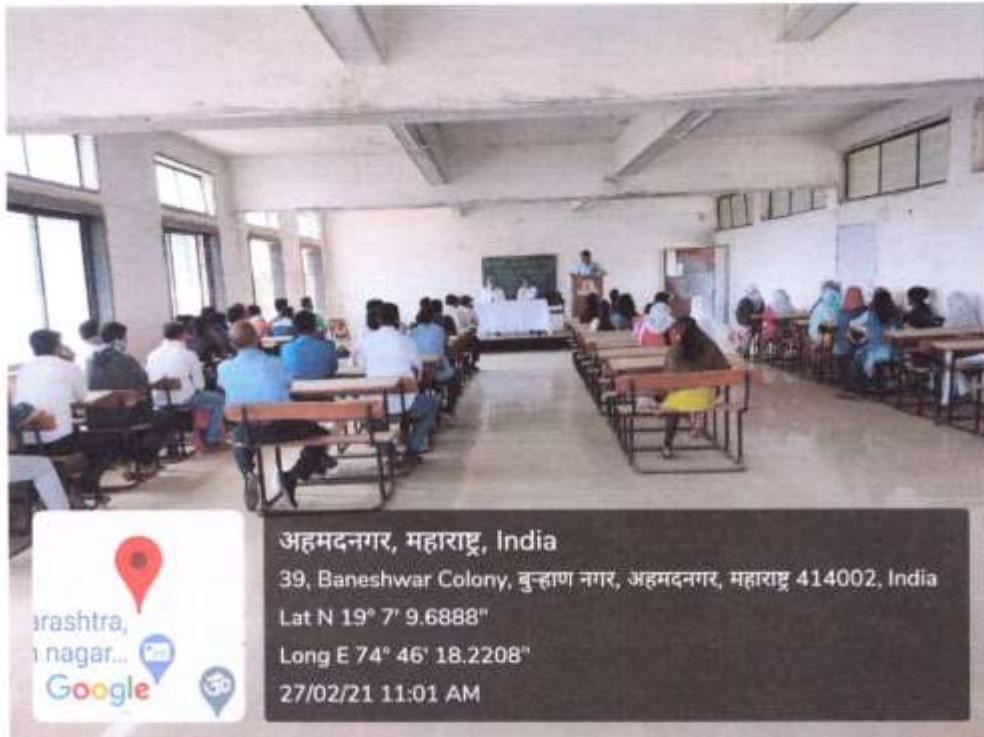 arashtra,
nagar...
Google
अहमदनगर, महाराष्ट्र, India
39, Baneshwar Colony, बुऱ्हाण नगर, अहमदनगर, महाराष्ट्र 414002, India
Lat N 19° 7' 9.6888"
Long E 74° 46' 18.2208"
27/02/21 11:01 AM